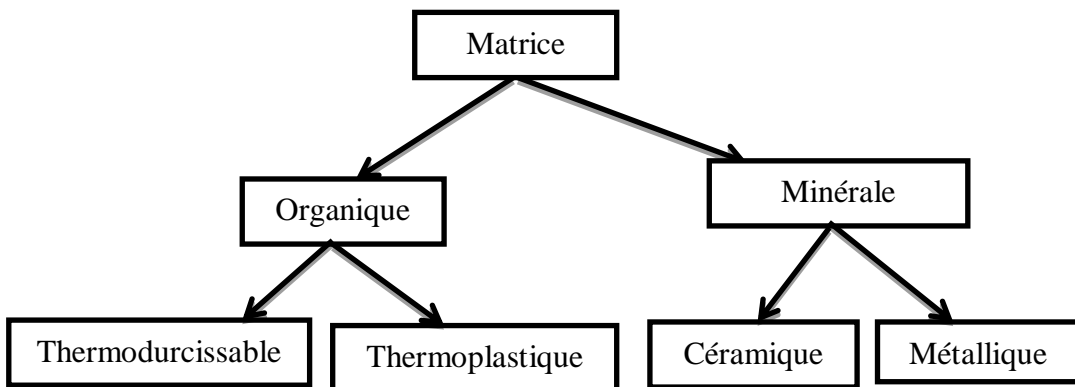 Matrice
Organique
Minérale
Thermodurcissable
Thermoplastique
Céramique
Métallique